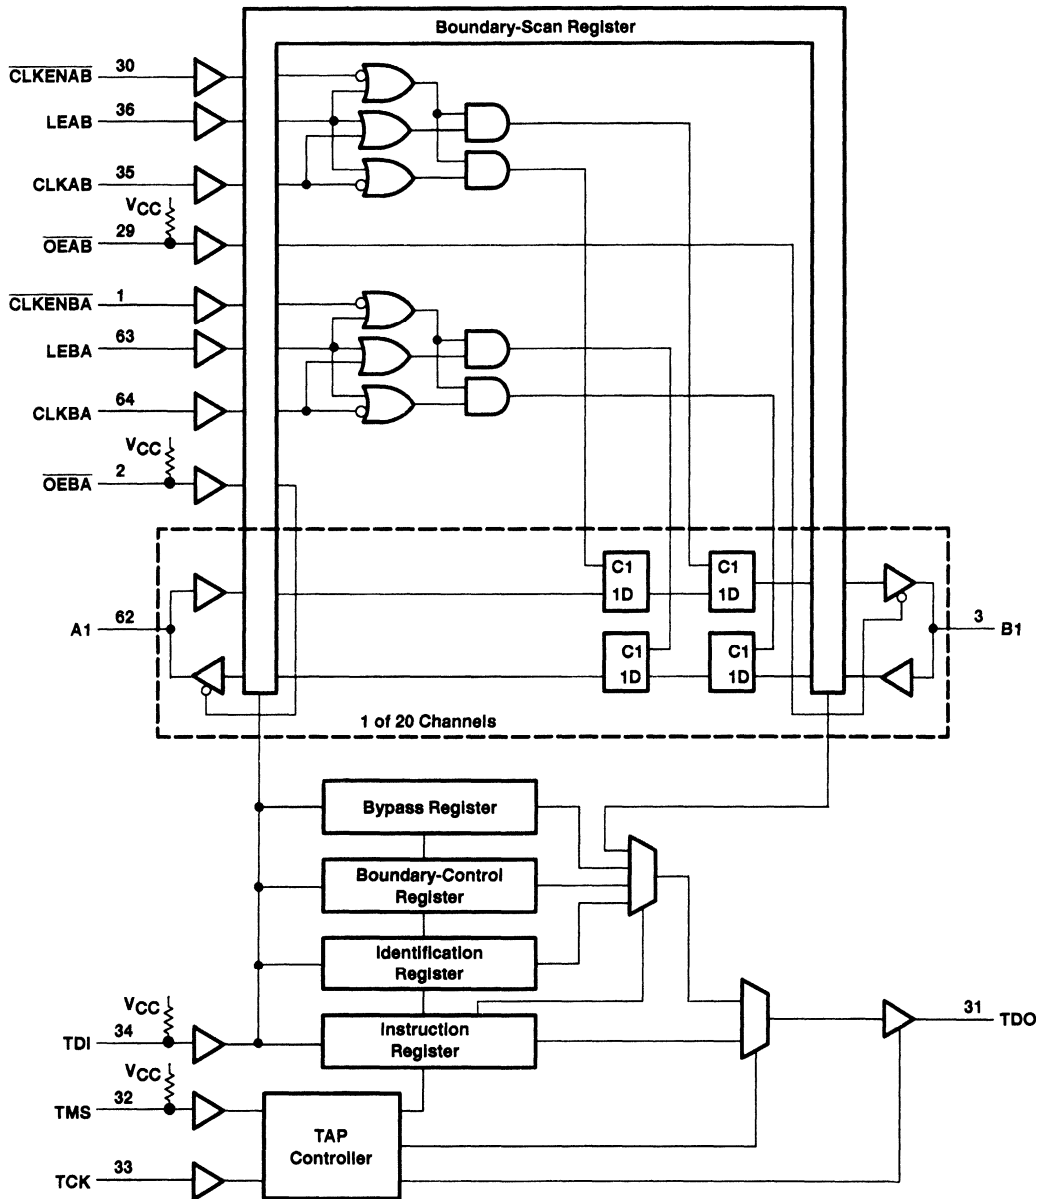 Boundary-Scan Register
CLKENAB 30
LEAB 36
CLKAB 35
VCC
OEAB 29
CLKENBA 1
LEBA 63
CLKBA 64
VCC
OEBA 2
C1
1D
C1
1D
A1 62
3 B1
C1
1D
C1
1D
1 of 20 Channels
Bypass Register
Boundary-Control
Register
Identification
Register
VCC
TDI 34
Instruction
Register
31 TDO
VCC
TMS 32
TAP
Controller
TCK 33